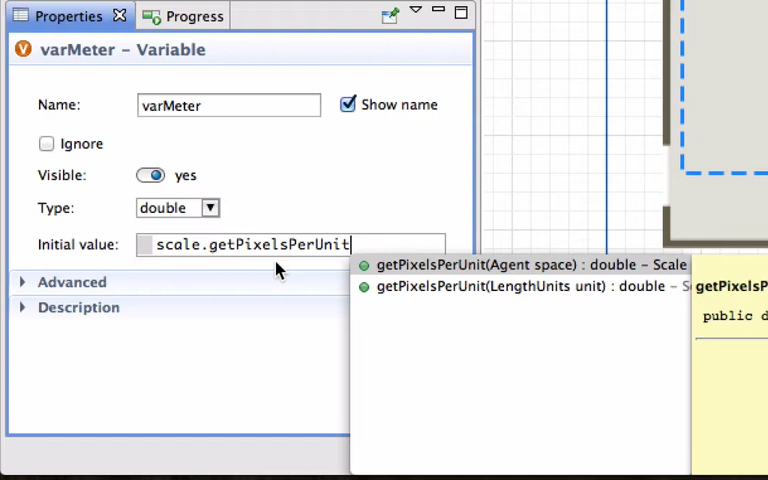 Properties Progress
V varMeter – Variable
Name: varMeter Show name
Ignore
Visible: yes
Type: double
Initial value: scale.getPixelsPerUnit
getPixelsPerUnit(Agent space) : double – Scale
getPixelsPerUnit(LengthUnits unit) : double –
getPixelsP
public d
Advanced
Description